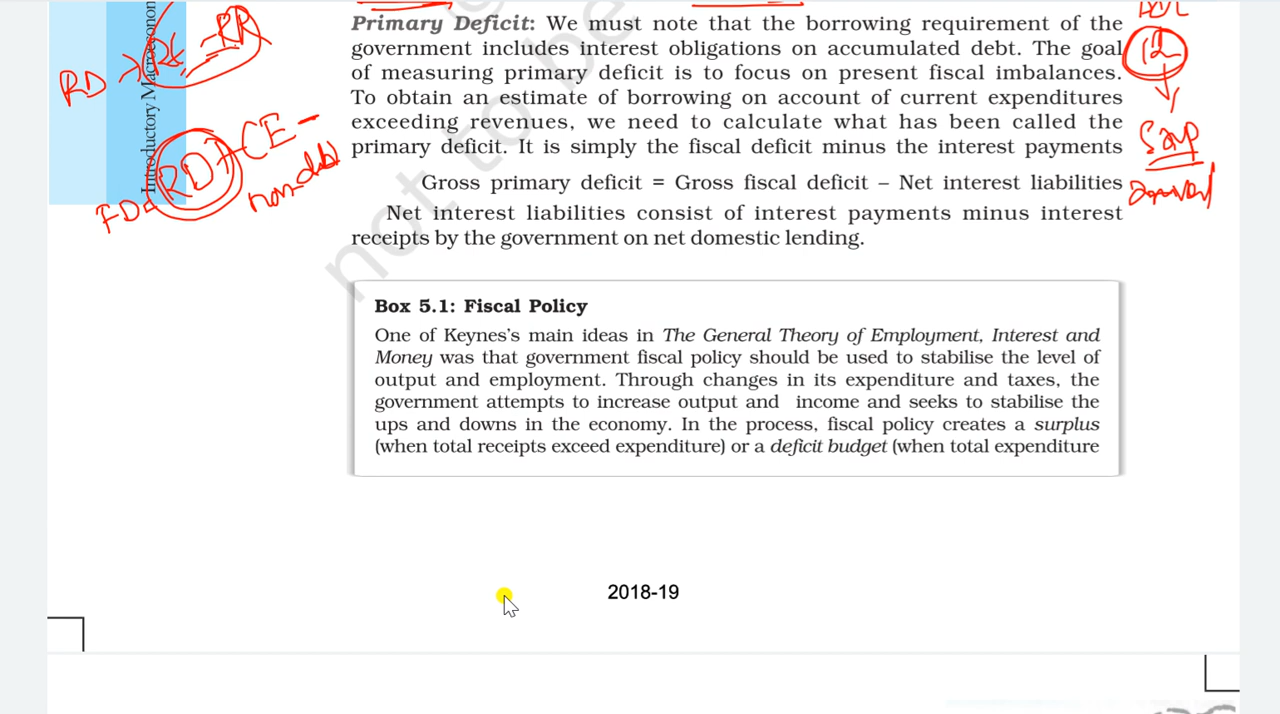 Primary Deficit: We must note that the borrowing requirement of the
government includes interest obligations on accumulated debt. The goal
of measuring primary deficit is to focus on present fiscal imbalances.
To obtain an estimate of borrowing on account of current expenditures
exceeding revenues, we need to calculate what has been called the
primary deficit. It is simply the fiscal deficit minus the interest payments
Gross primary deficit = Gross fiscal deficit – Net interest liabilities
Net interest liabilities consist of interest payments minus interest
receipts by the government on net domestic lending.
Box 5.1: Fiscal Policy
One of Keynes's main ideas in The General Theory of Employment, Interest and
Money was that government fiscal policy should be used to stabilise the level of
output and employment. Through changes in its expenditure and taxes, the
government attempts to increase output and income and seeks to stabilise the
ups and downs in the economy. In the process, fiscal policy creates a surplus
(when total receipts exceed expenditure) or a deficit budget (when total expenditure
2018-19
Introductory Macroeconom
not to be
RD → RE – RR
FD = RD + CE –
non-debt
12